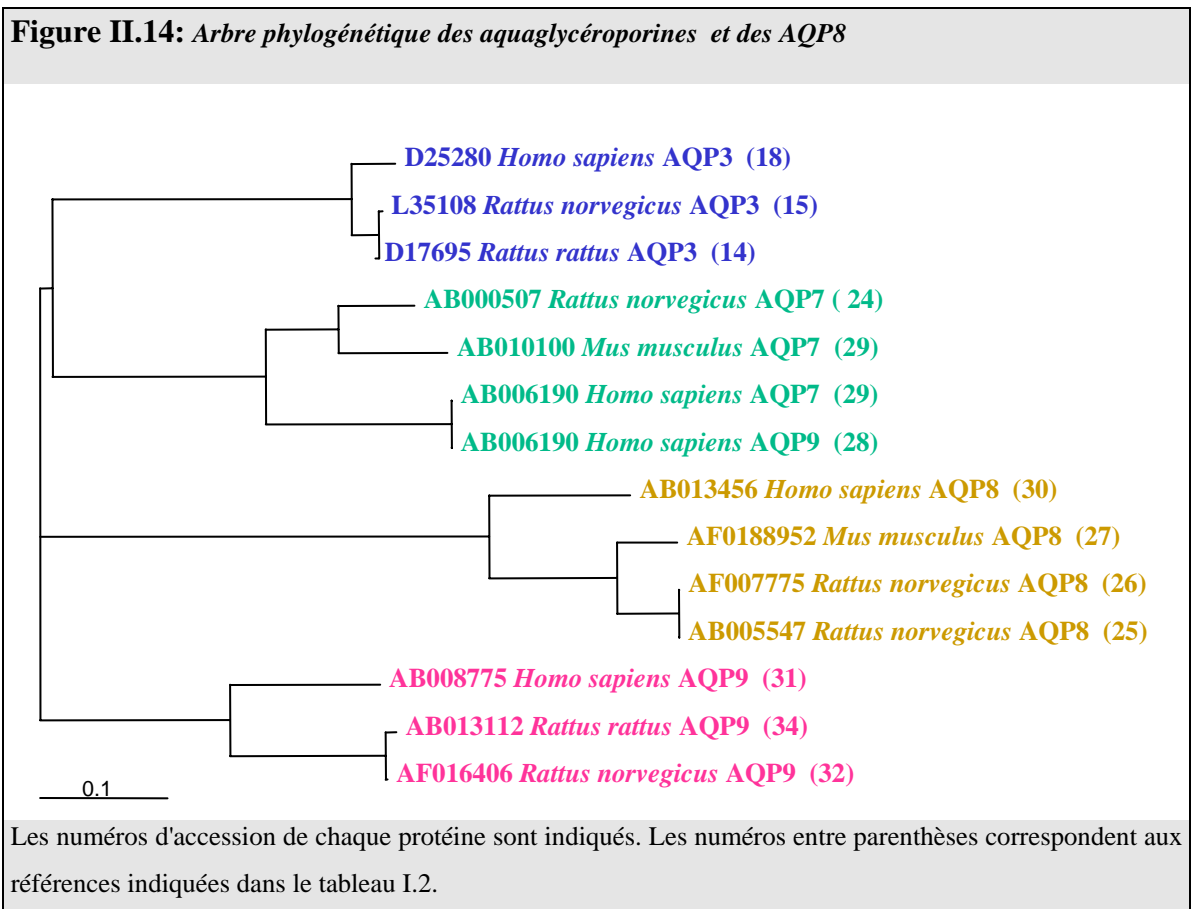 Figure II.14: Arbre phylogénétique des aquaglycéroporines et des AQP8
D25280 Homo sapiens AQP3 (18)
L35108 Rattus norvegicus AQP3 (15)
D17695 Rattus rattus AQP3 (14)
AB000507 Rattus norvegicus AQP7 ( 24)
AB010100 Mus musculus AQP7 (29)
AB006190 Homo sapiens AQP7 (29)
AB006190 Homo sapiens AQP9 (28)
AB013456 Homo sapiens AQP8 (30)
AF0188952 Mus musculus AQP8 (27)
AF007775 Rattus norvegicus AQP8 (26)
AB005547 Rattus norvegicus AQP8 (25)
AB008775 Homo sapiens AQP9 (31)
AB013112 Rattus rattus AQP9 (34)
AF016406 Rattus norvegicus AQP9 (32)
0.1
Les numéros d'accession de chaque protéine sont indiqués. Les numéros entre parenthèses correspondent aux
références indiquées dans le tableau I.2.